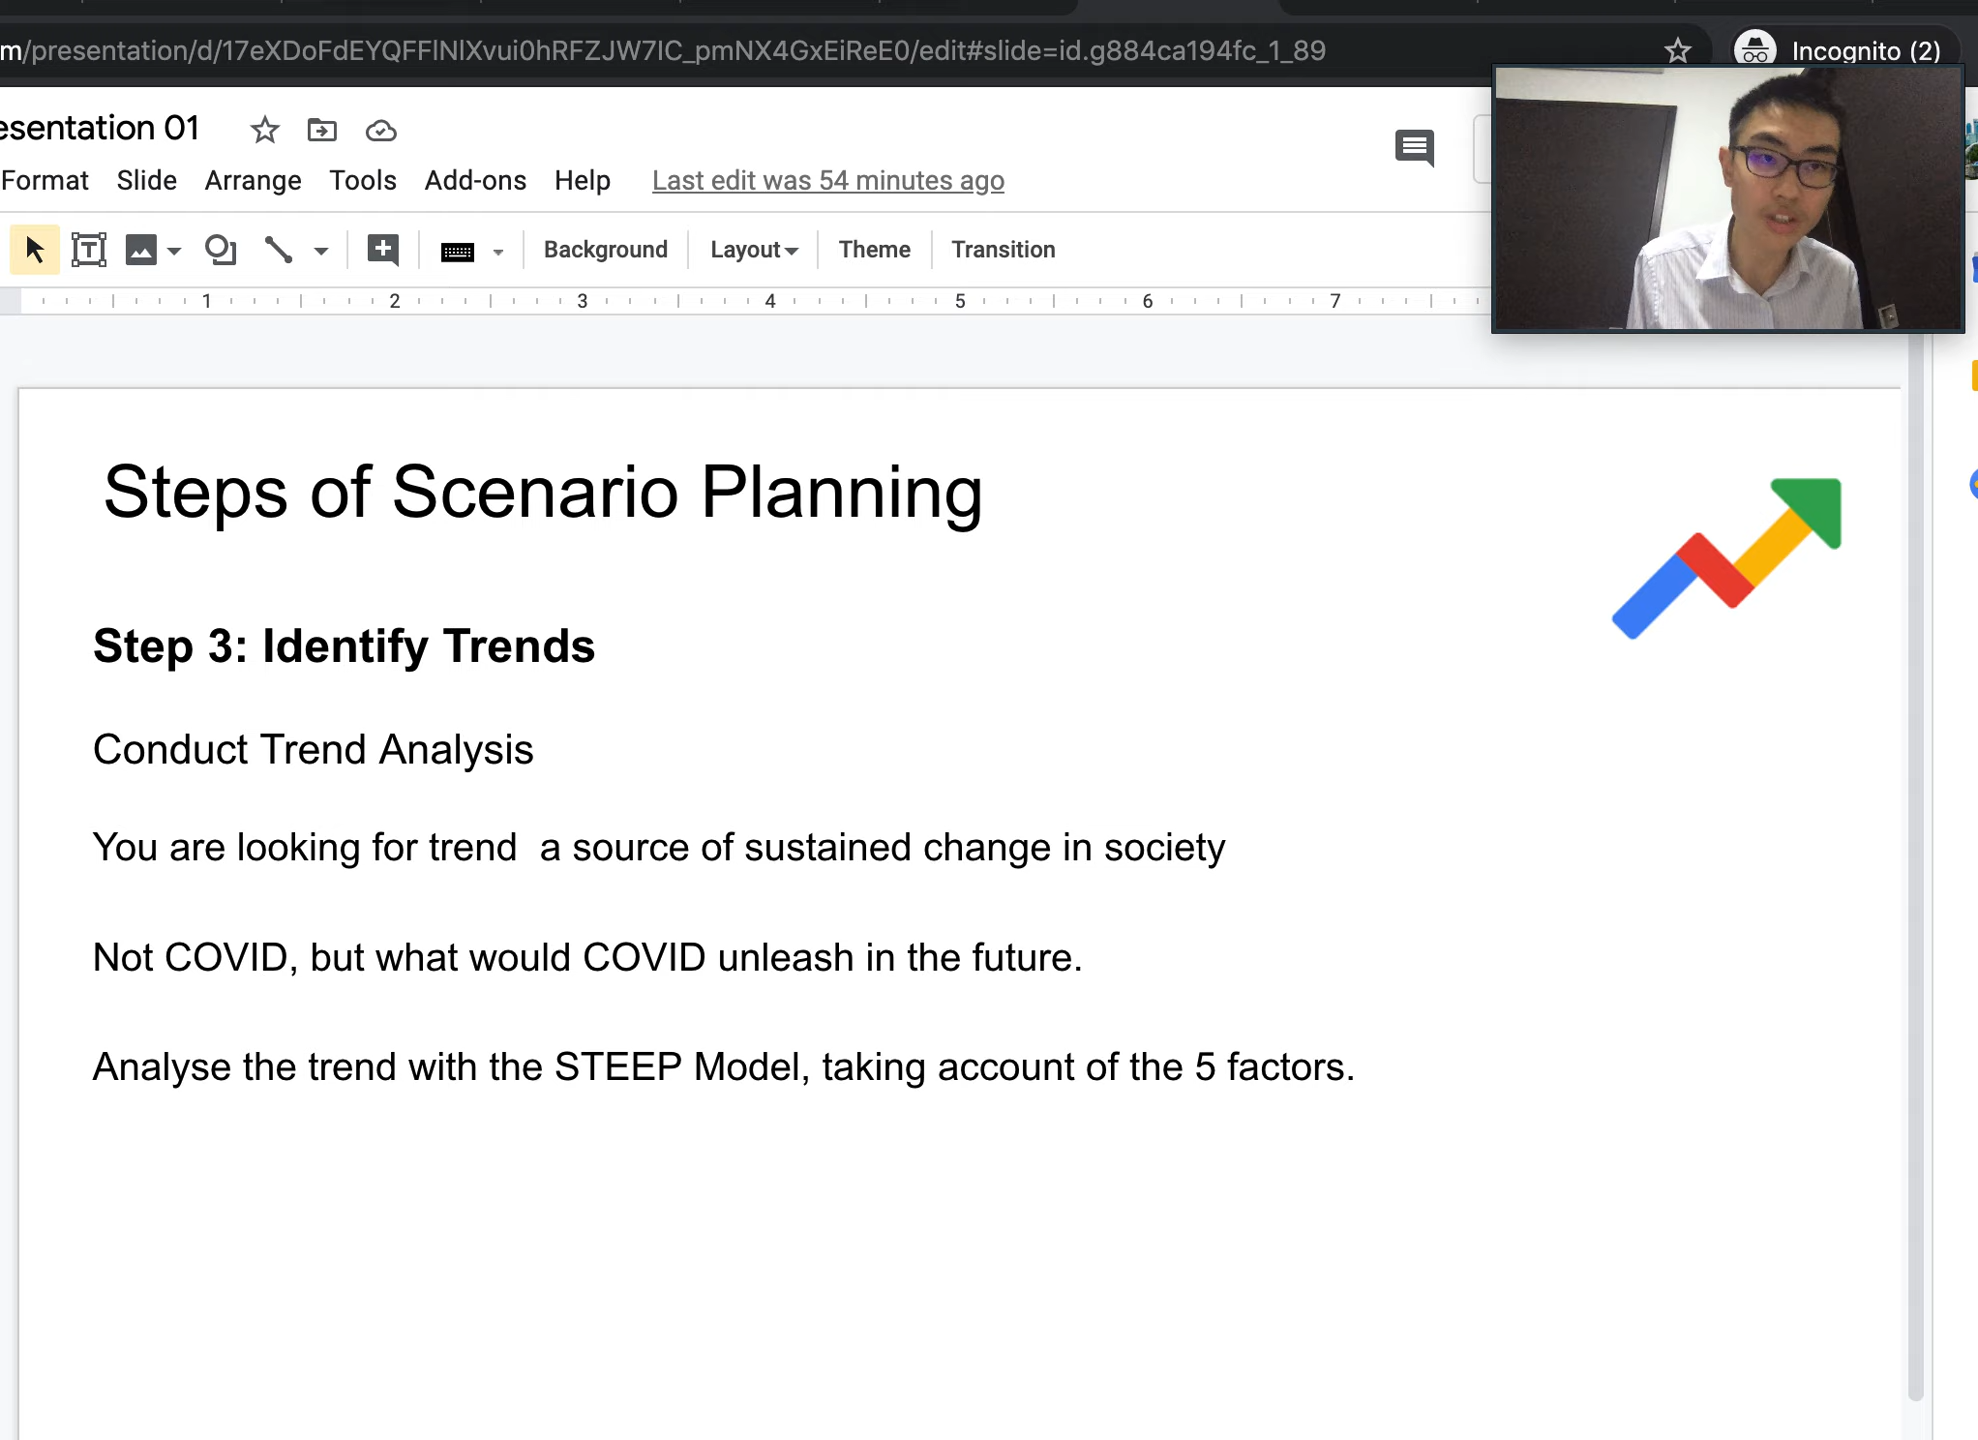 m/presentation/d/17eXDoFdEYQFFlNlXvui0hRFZJW7IC_pmNX4GxEiReE0/edit#slide=id.g884ca194fc_1_89
Incognito (2)
esentation 01
Format Slide Arrange Tools Add-ons Help Last edit was 54 minutes ago
Background Layout Theme Transition
1 2 3 4 5 6 7
Steps of Scenario Planning
Step 3: Identify Trends
Conduct Trend Analysis
You are looking for trend  a source of sustained change in society
Not COVID, but what would COVID unleash in the future.
Analyse the trend with the STEEP Model, taking account of the 5 factors.